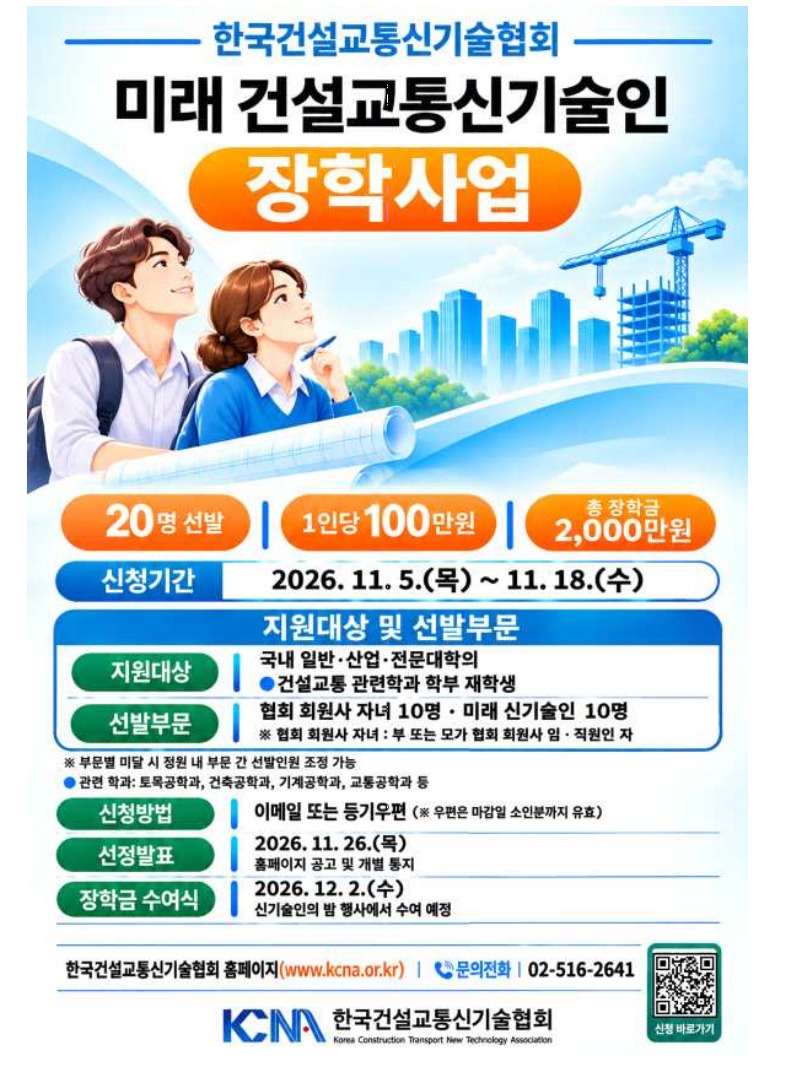 한국건설교통신기술협회
미래 건설교통신기술인
장학사업
20명 선발
1인당 100만원
총 장학금
2,000만원
신청기간
2026. 11. 5.(목) ~ 11. 18.(수)
지원대상 및 선발부문
지원대상
국내 일반·산업·전문대학의
●건설교통 관련학과 학부 재학생
선발부문
협회 회원사 자녀 10명 · 미래 신기술인 10명
※ 협회 회원사 자녀 : 부 또는 모가 협회 회원사 임·직원인 자
※ 부문별 미달 시 정원 내 부문 간 선발인원 조정 가능
● 관련 학과: 토목공학과, 건축공학과, 기계공학과, 교통공학과 등
신청방법
이메일 또는 등기우편 (※ 우편은 마감일 소인분까지 유효)
선정발표
2026. 11. 26.(목)
홈페이지 공고 및 개별 통지
장학금 수여식
2026. 12. 2.(수)
신기술인의 밤 행사에서 수여 예정
한국건설교통신기술협회 홈페이지(www.kcna.or.kr) | 문의전화 | 02-516-2641
신청 바로가기
KCNA 한국건설교통신기술협회
Korea Construction Transport New Technology Association